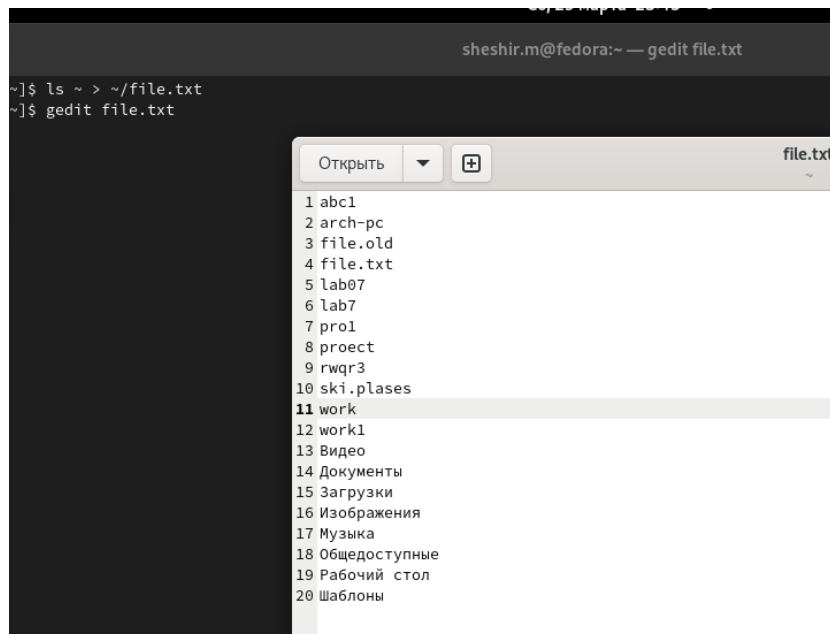 sheshir.m@fedora:~ — gedit file.txt
~]$ ls ~ > ~/file.txt
~]$ gedit file.txt
Открыть
file.txt
~
1 abc1
2 arch-pc
3 file.old
4 file.txt
5 lab07
6 lab7
7 pro1
8 proect
9 rwqr3
10 ski.plases
11 work
12 work1
13 Видео
14 Документы
15 Загрузки
16 Изображения
17 Музыка
18 Общедоступные
19 Рабочий стол
20 Шаблоны